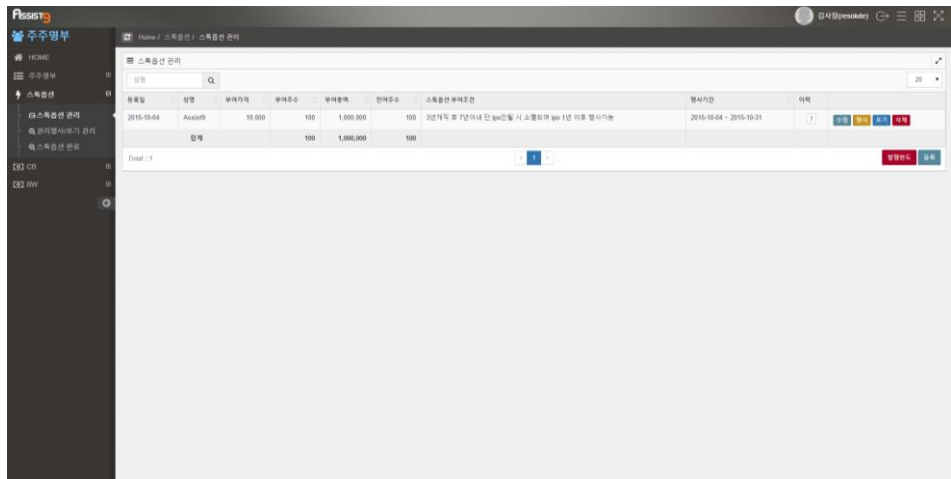 Assist9
김사장(resolute)
주주명부
Home / 스톡옵션 / 스톡옵션 관리
HOME
주주명부
스톡옵션
스톡옵션 관리
권리행사/포기 관리
스톡옵션 완료
CB
BW
스톡옵션 관리
성명
20
등록일 성명 부여가격 부여주수 부여총액 잔여주수 스톡옵션 부여조건 행사기간 이력
2015-10-04 Assist9 10,000 100 1,000,000 100 3년재직 후 7년이내 단,ipo안될 시 소멸되며 ipo 1년 이후 행사가능 2015-10-04 ~ 2015-10-31 1 수정 행사 포기 삭제
합계 100 1,000,000 100
Total : 1
1
발행한도 등록